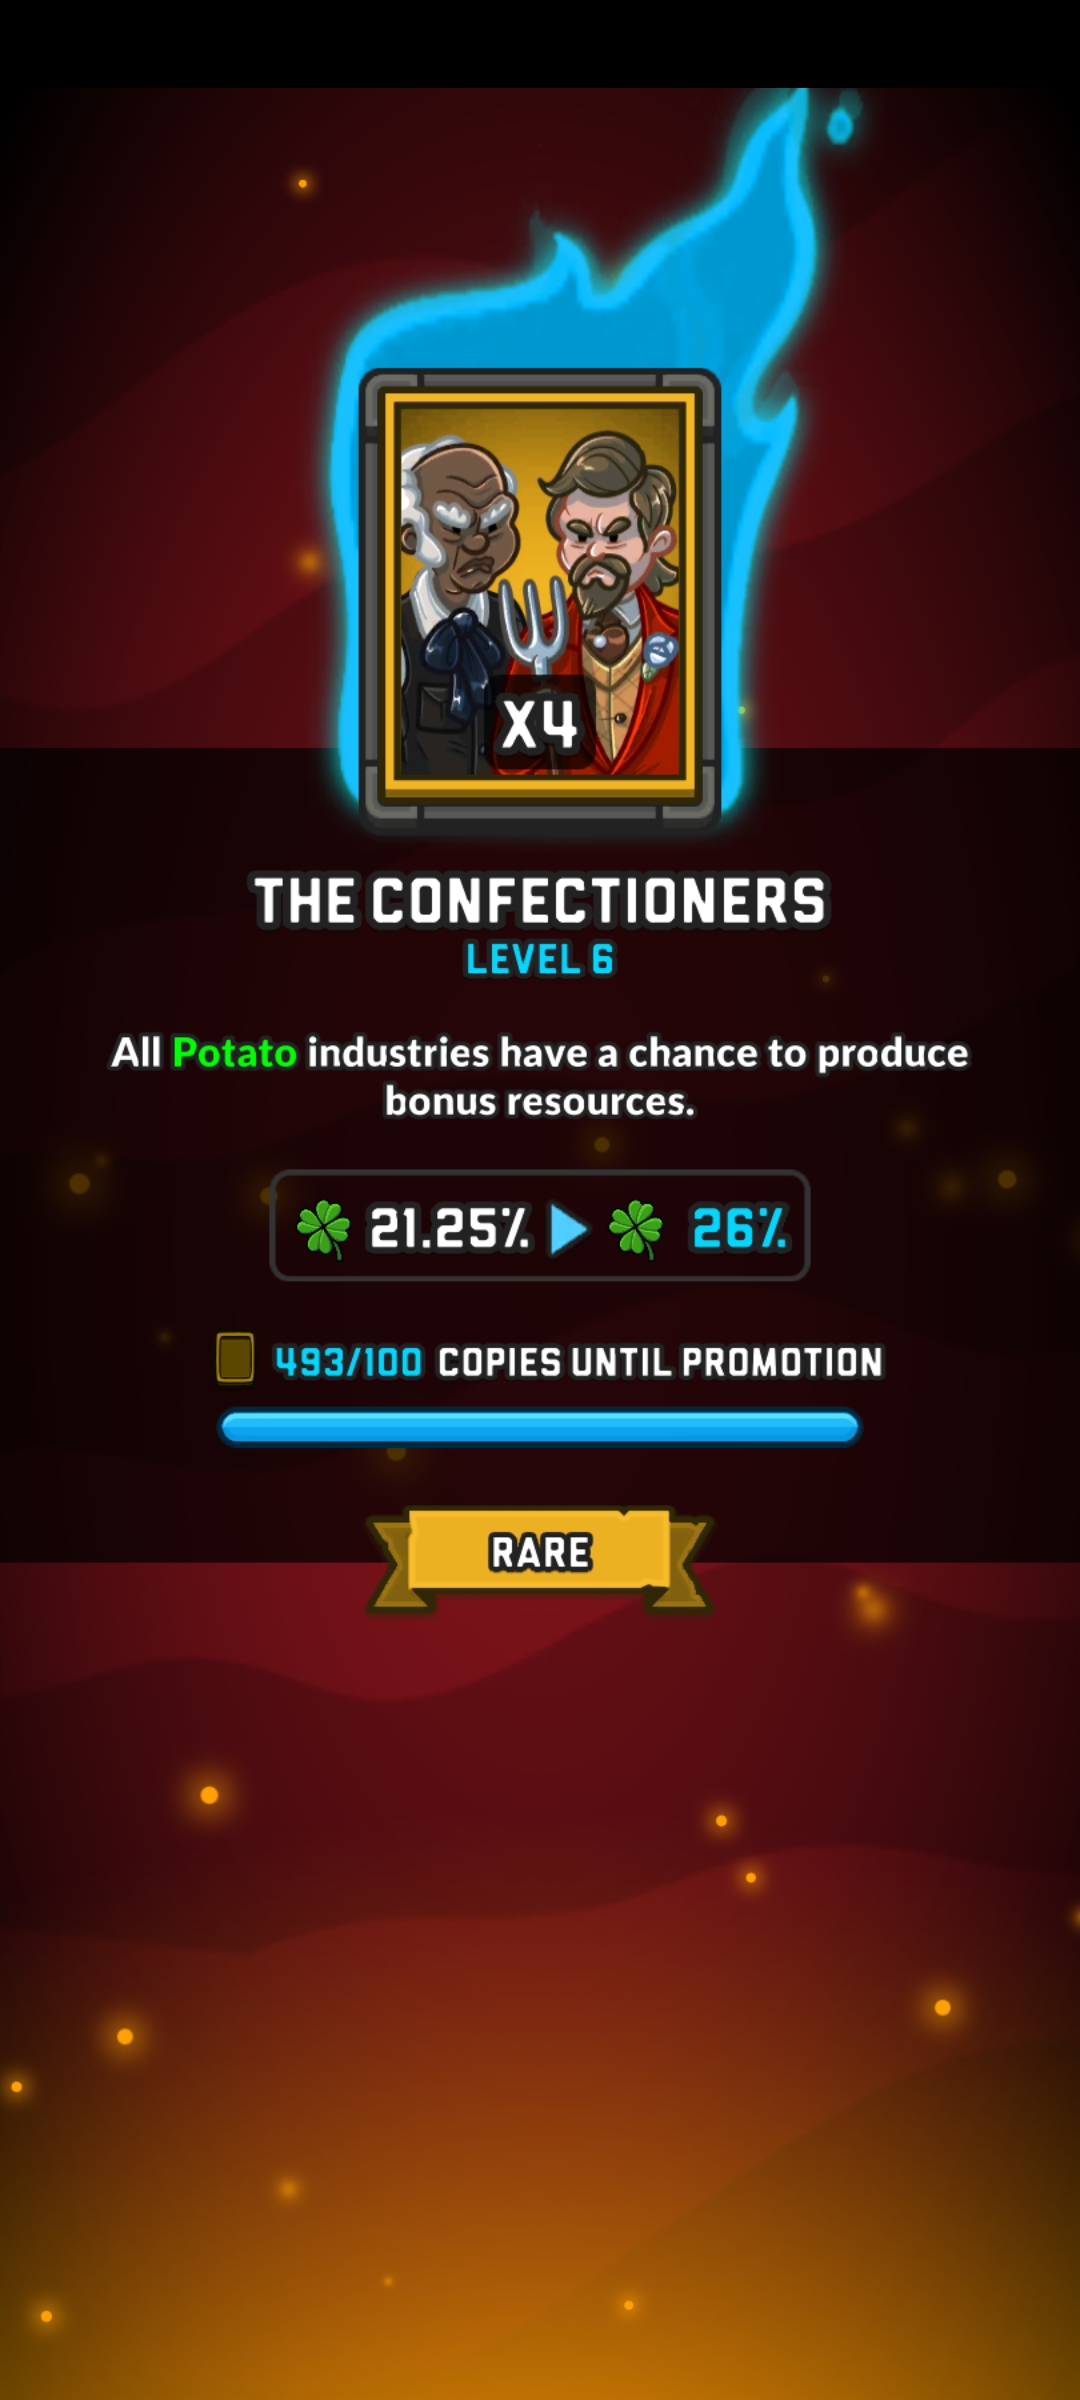 X4
THE CONFECTIONERS
LEVEL 6
All Potato industries have a chance to produce
bonus resources.
21.25% 26%
493/100 COPIES UNTIL PROMOTION
RARE